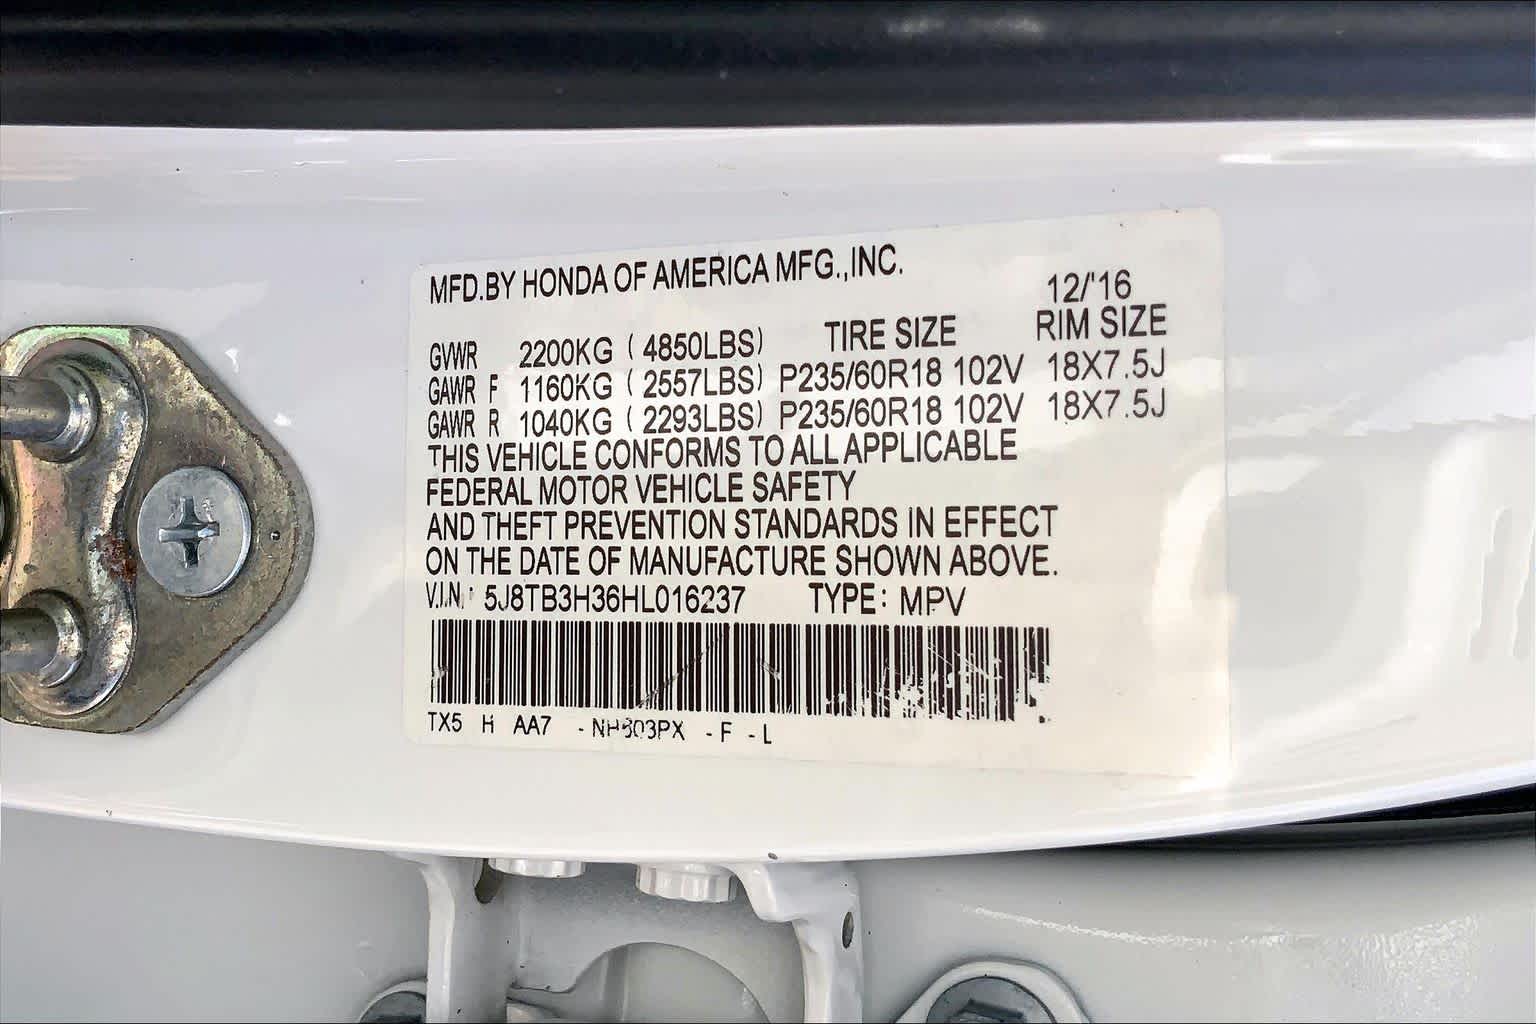 MFD.BY HONDA OF AMERICA MFG.,INC.
12/'16
GVWR 2200KG ( 4850LBS) TIRE SIZE RIM SIZE
GAWR F 1160KG ( 2557LBS) P235/60R18 102V 18X7.5J
GAWR R 1040KG ( 2293LBS) P235/60R18 102V 18X7.5J
THIS VEHICLE CONFORMS TO ALL APPLICABLE
FEDERAL MOTOR VEHICLE SAFETY
AND THEFT PREVENTION STANDARDS IN EFFECT
ON THE DATE OF MANUFACTURE SHOWN ABOVE.
V.I.N.: 5J8TB3H36HL016237 TYPE: MPV
TX5 H AA7 -NH603PX -F -L